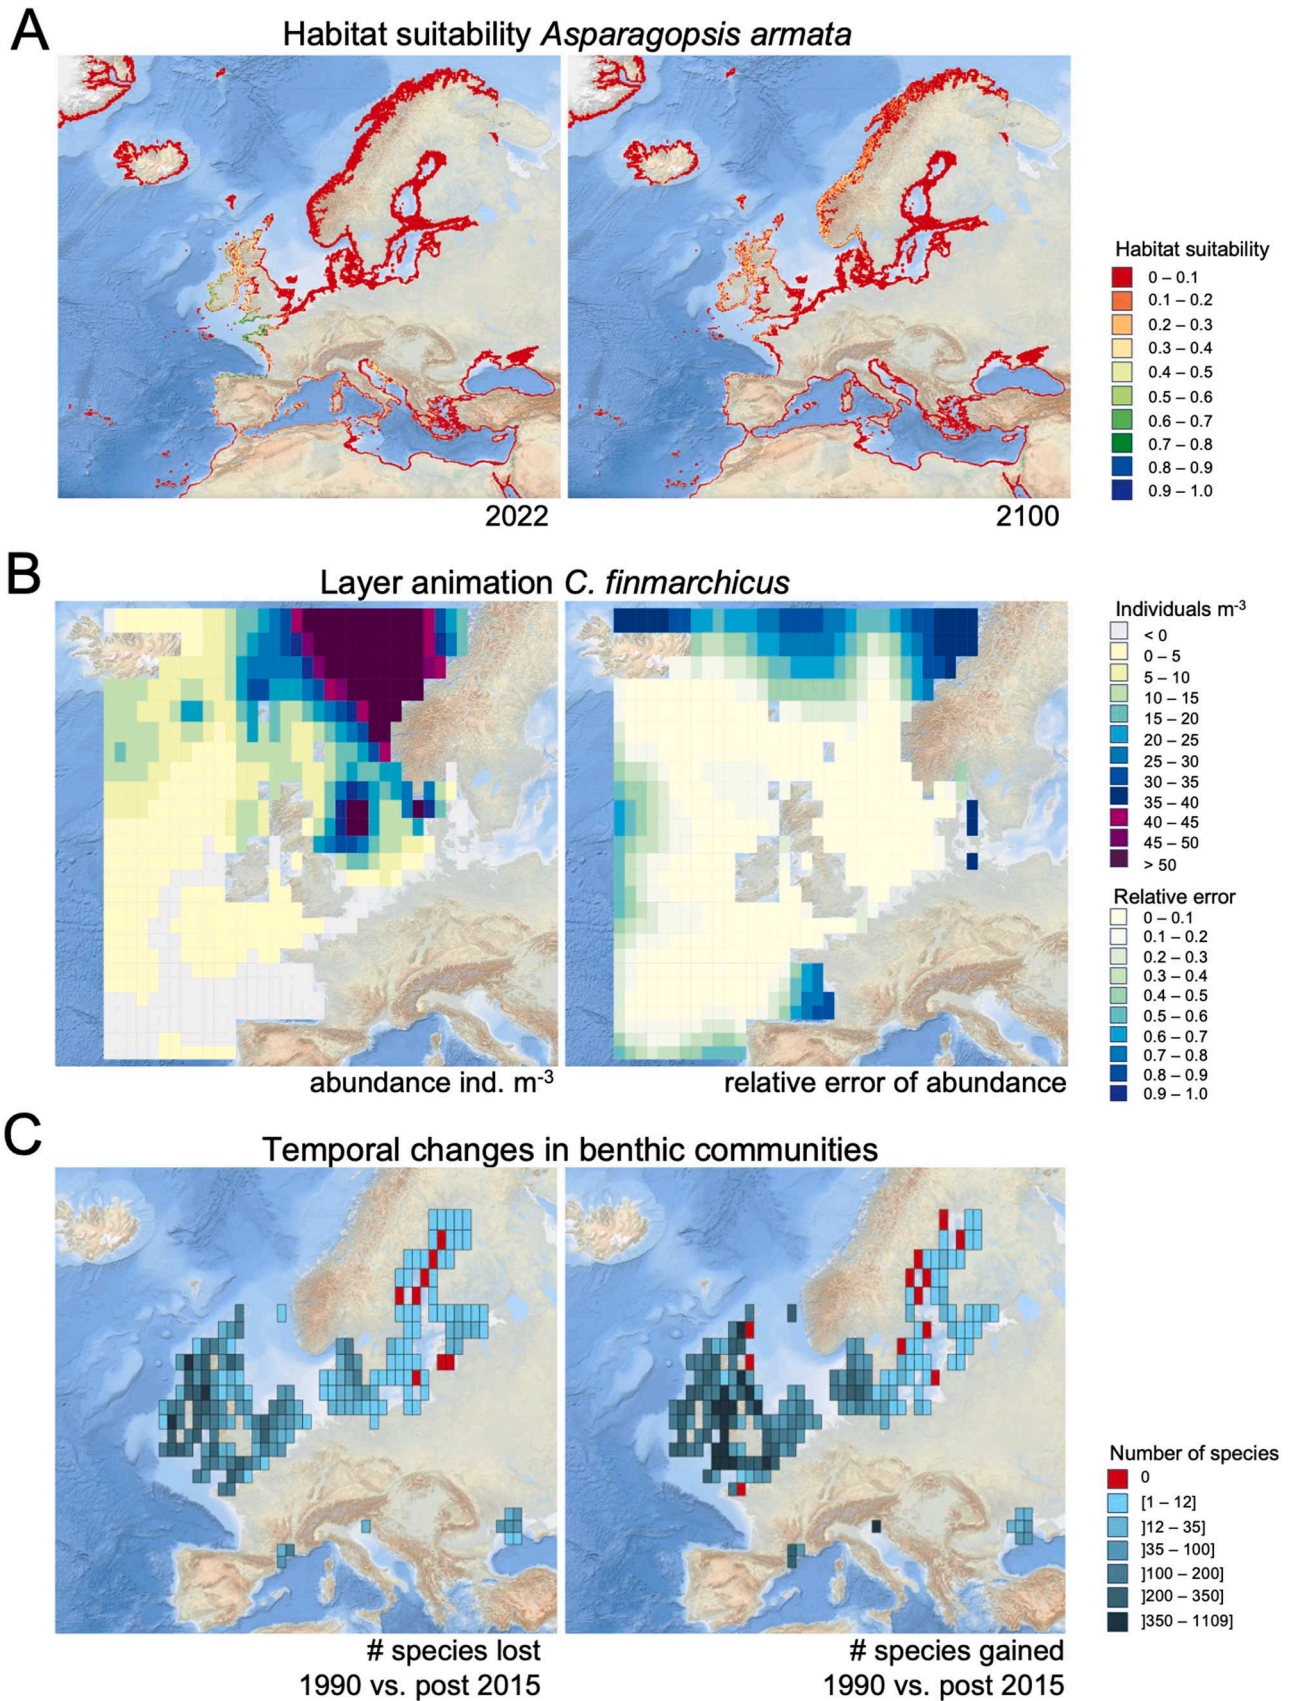 A
Habitat suitability Asparagopsis armata
2022
2100
Habitat suitability
0 – 0.1
0.1 – 0.2
0.2 – 0.3
0.3 – 0.4
0.4 – 0.5
0.5 – 0.6
0.6 – 0.7
0.7 – 0.8
0.8 – 0.9
0.9 – 1.0
B
Layer animation C. finmarchicus
abundance ind. m-3
relative error of abundance
Individuals m-3
< 0
0 – 5
5 – 10
10 – 15
15 – 20
20 – 25
25 – 30
30 – 35
35 – 40
40 – 45
45 – 50
> 50
Relative error
0 – 0.1
0.1 – 0.2
0.2 – 0.3
0.3 – 0.4
0.4 – 0.5
0.5 – 0.6
0.6 – 0.7
0.7 – 0.8
0.8 – 0.9
0.9 – 1.0
C
Temporal changes in benthic communities
# species lost
1990 vs. post 2015
# species gained
1990 vs. post 2015
Number of species
0
[1 – 12]
]12 – 35]
]35 – 100]
]100 – 200]
]200 – 350]
]350 – 1109]